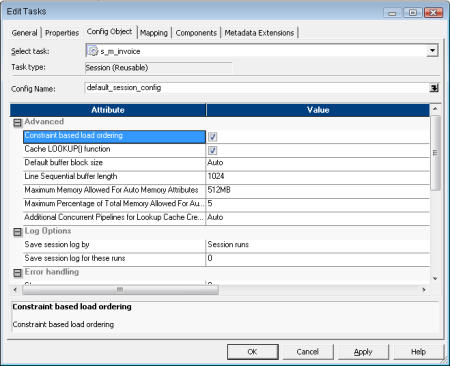 Edit Tasks
General Properties Config Object Mapping Components Metadata Extensions
Select task: s_m_invoice
Task type: Session (Reusable)
Config Name: default_session_config
Attribute Value
Advanced
Constraint based load ordering
Cache LOOKUP() function
Default buffer block size Auto
Line Sequential buffer length 1024
Maximum Memory Allowed For Auto Memory Attributes 512MB
Maximum Percentage of Total Memory Allowed For Au... 5
Additional Concurrent Pipelines for Lookup Cache Cre... Auto
Log Options
Save session log by Session runs
Save session log for these runs 0
Error handling
Constraint based load ordering
Constraint based load ordering
OK Cancel Apply Help